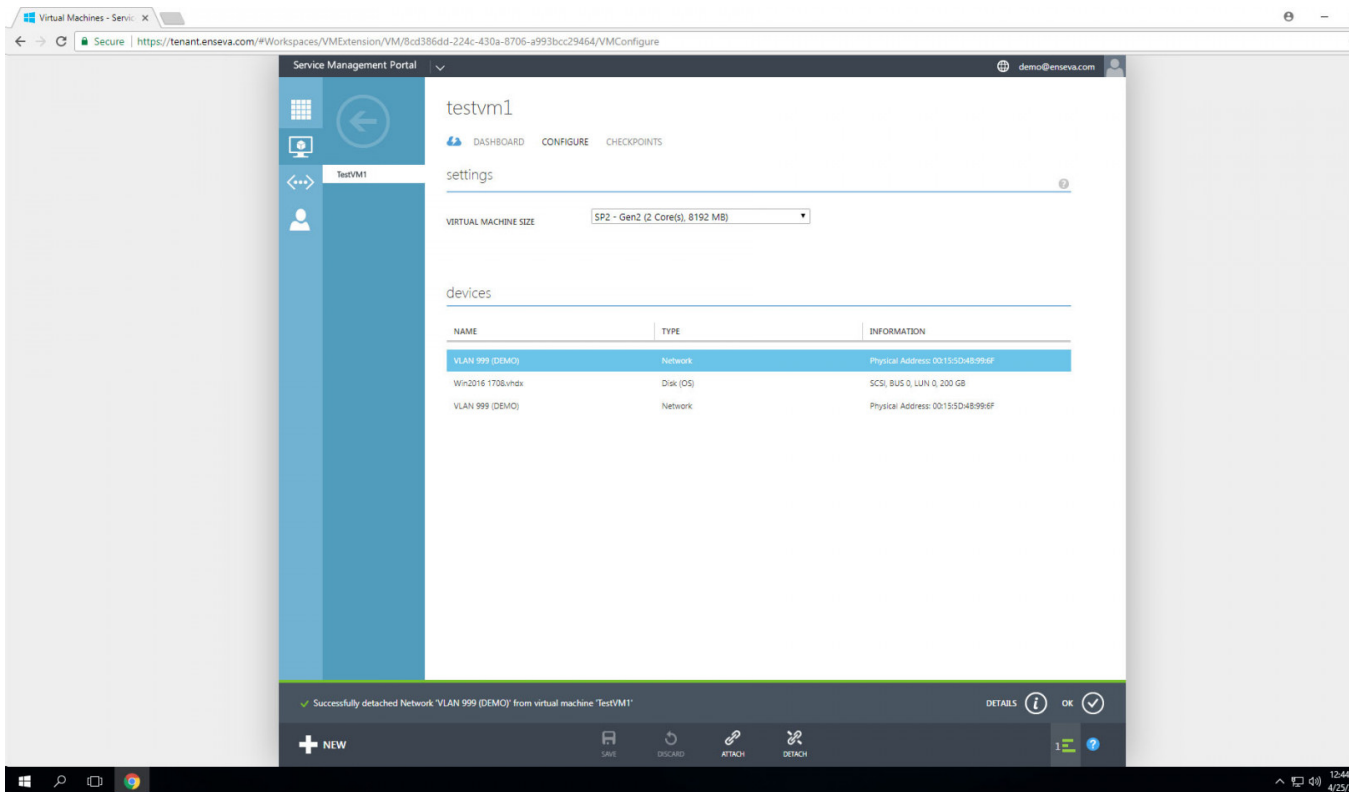 Virtual Machines - Servic
Secure | https://tenant.enseva.com/#Workspaces/VMExtension/VM/8cd386dd-224c-430a-8706-a993bcc29464/VMConfigure
Service Management Portal
demo@enseva.com
testvm1
DASHBOARD CONFIGURE CHECKPOINTS
TestVM1
settings
VIRTUAL MACHINE SIZE SP2 - Gen2 (2 Core(s), 8192 MB)
devices
NAME TYPE INFORMATION
VLAN 999 (DEMO) Network Physical Address: 00:15:5D:48:99:6F
Win2016 1708.vhdx Disk (OS) SCSI, BUS 0, LUN 0, 200 GB
VLAN 999 (DEMO) Network Physical Address: 00:15:5D:48:99:6F
Successfully detached Network 'VLAN 999 (DEMO)' from virtual machine 'TestVM1' DETAILS OK
NEW SAVE DISCARD ATTACH DETACH 1
12:44
4/25/